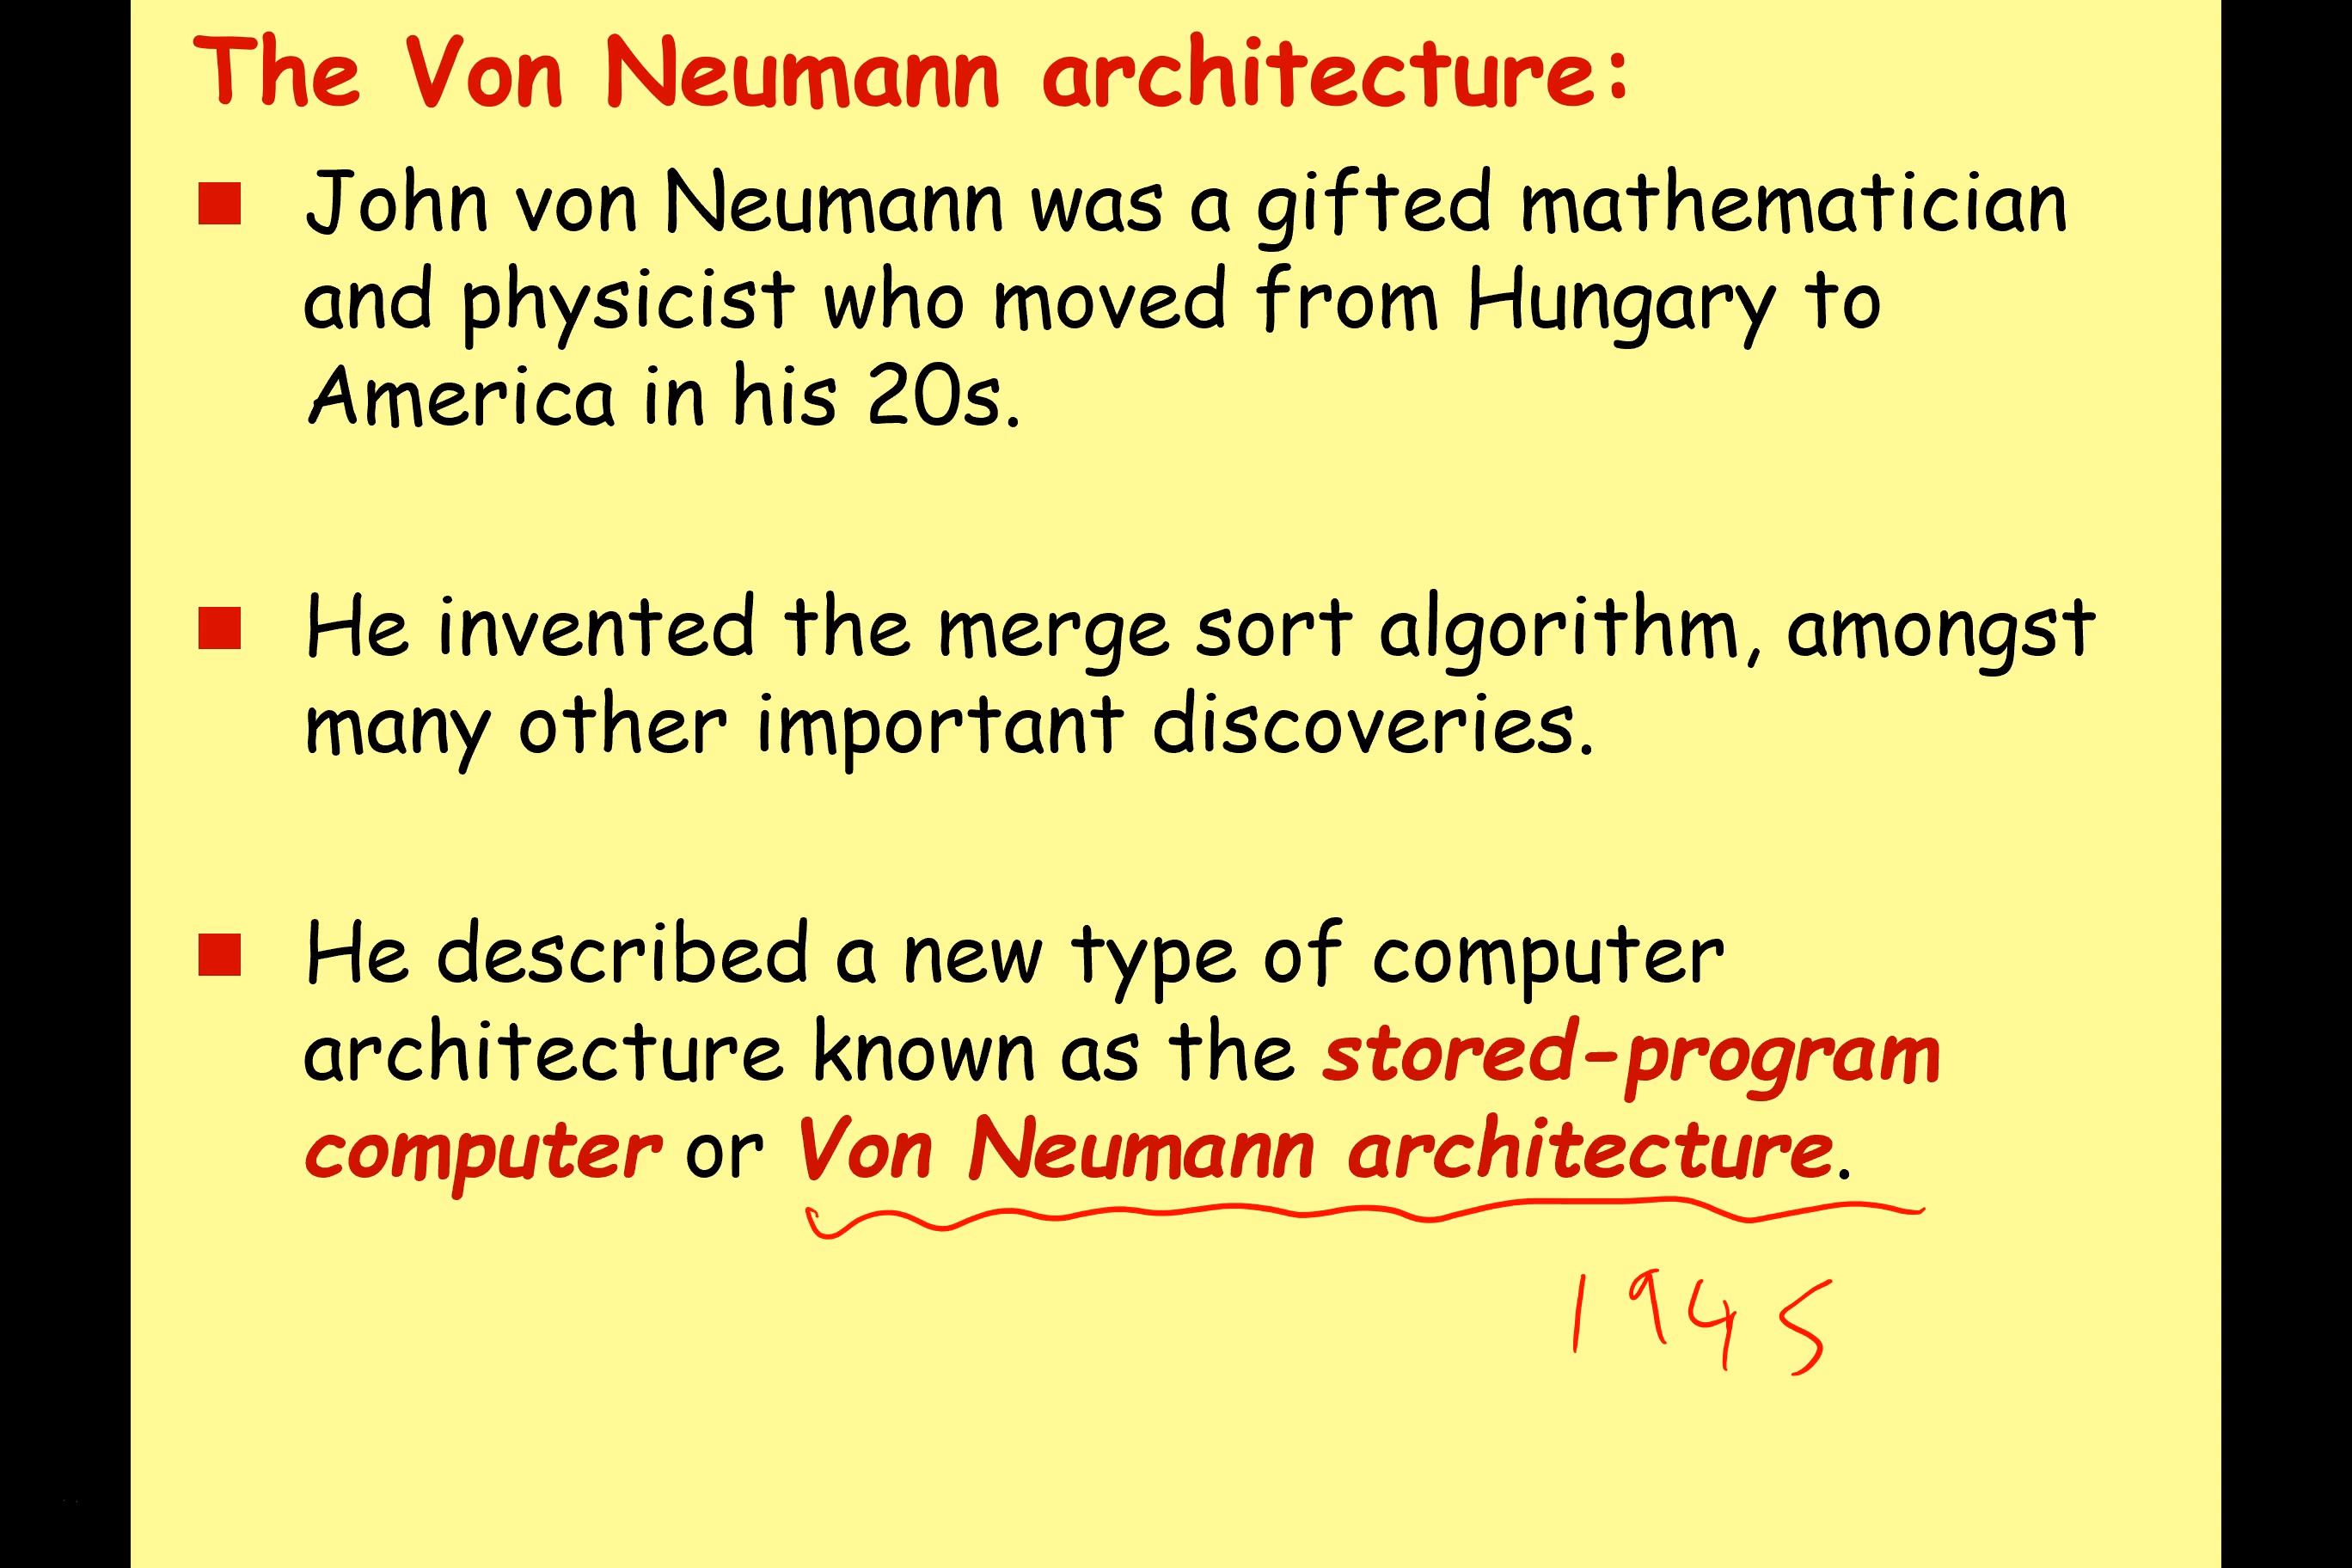 The Von Neumann architecture:
John von Neumann was a gifted mathematician
and physicist who moved from Hungary to
America in his 20s.
He invented the merge sort algorithm, amongst
many other important discoveries.
He described a new type of computer
architecture known as the stored-program
computer or Von Neumann architecture.
1945